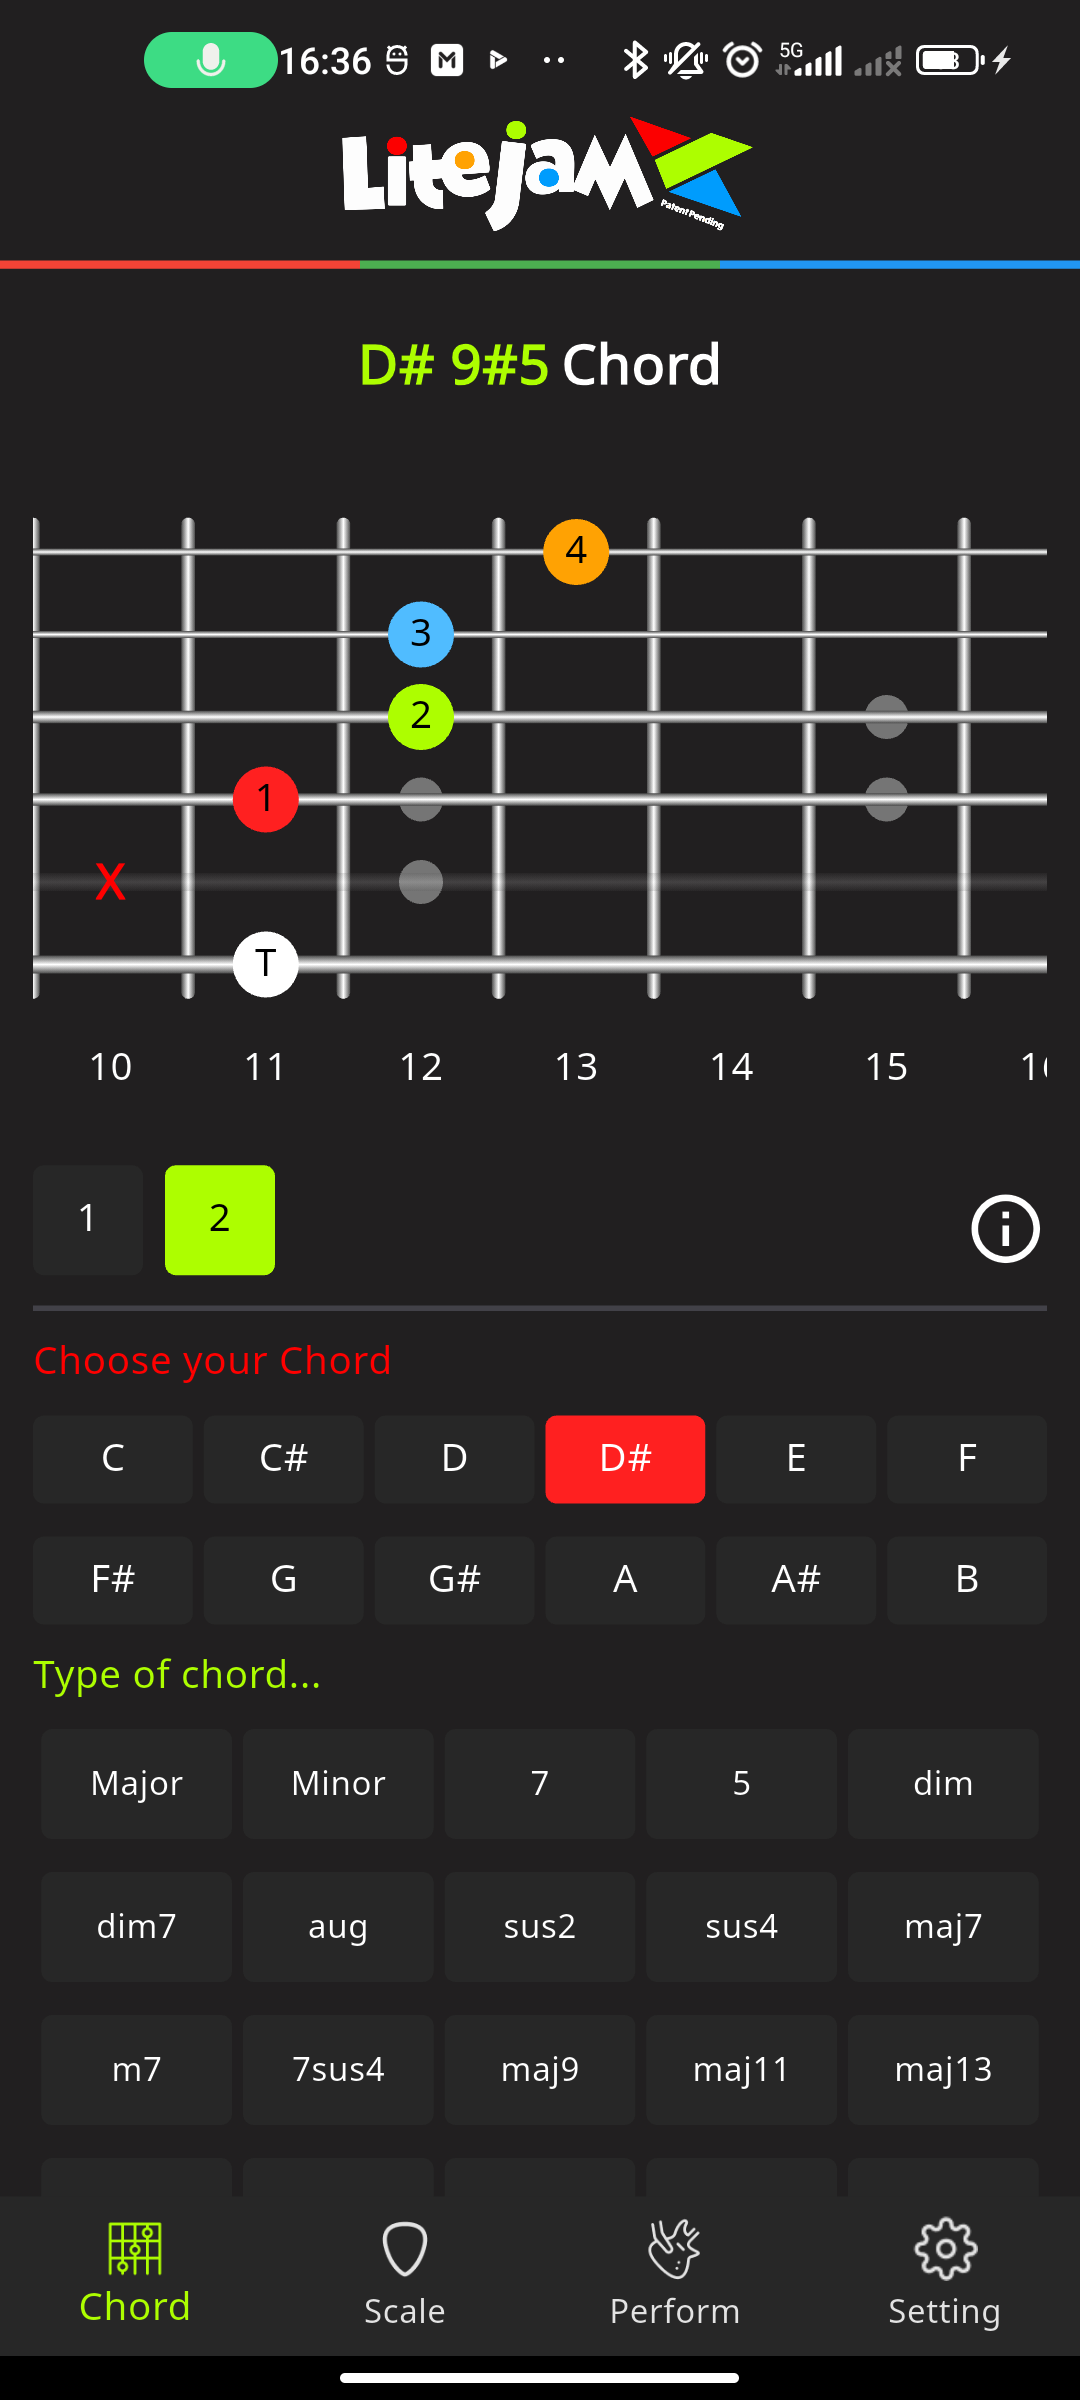 16:36 5G
Litejam
Patent Pending
D# 9#5 Chord
4
3
2
1
X
T
10 11 12 13 14 15
1 2
Choose your Chord
C C# D D# E F
F# G G# A A# B
Type of chord...
Major Minor 7 5 dim
dim7 aug sus2 sus4 maj7
m7 7sus4 maj9 maj11 maj13
Chord Scale Perform Setting